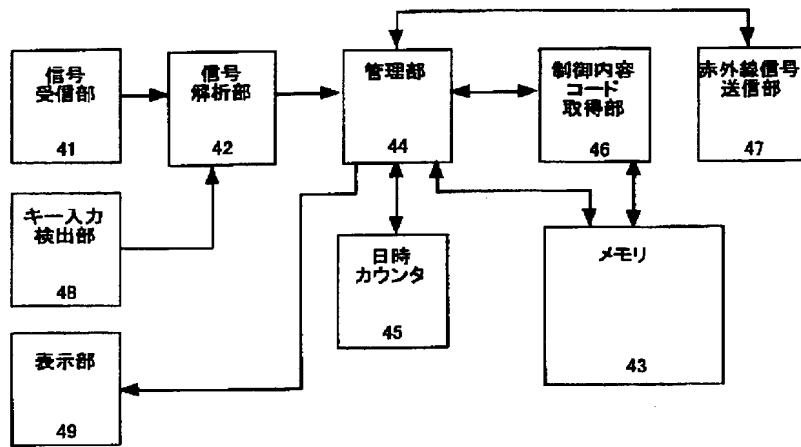 信号
受信部
41
信号
解析部
42
管理部
44
制御内容
コード
取得部
46
赤外線信号
送信部
47
キー入力
検出部
48
日時
カウンタ
45
メモリ
43
表示部
49